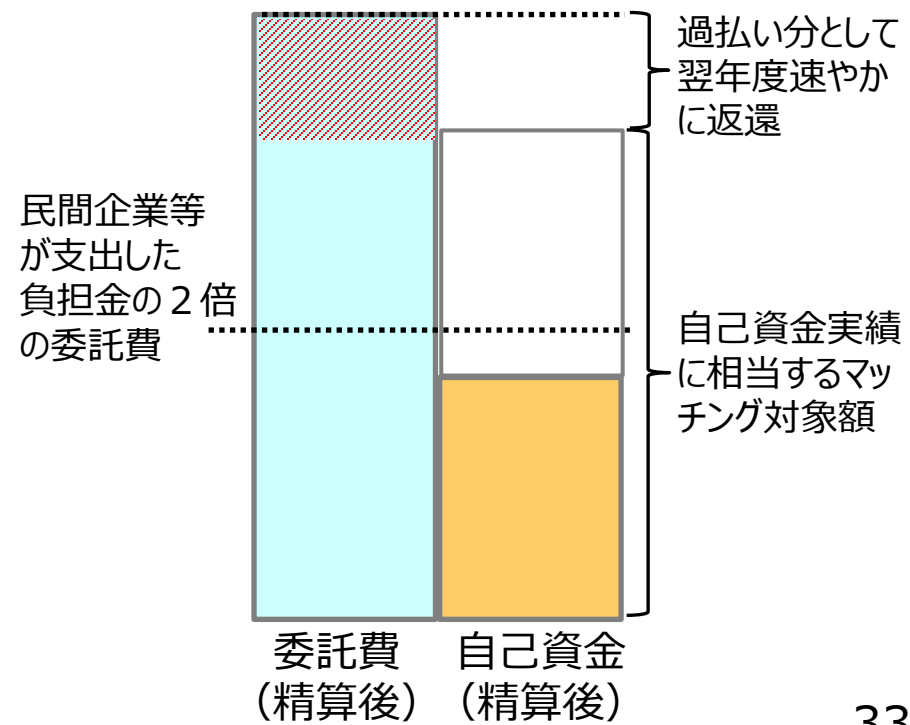 過払い分として
翌年度速やか
に返還
民間企業等
が支出した
負担金の２倍
の委託費
自己資金実績
に相当するマッ
チング対象額
委託費
（精算後）
自己資金
（精算後）
33